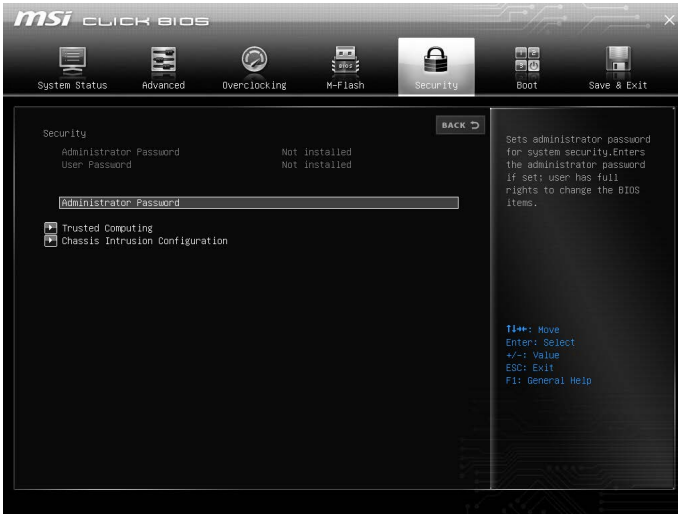 msi CLICK BIOS
System Status
Advanced
Overclocking
BIOS
M-Flash
Security
Boot
Save & Exit
BACK
Security
Administrator Password Not installed
User Password Not installed
Administrator Password
Trusted Computing
Chassis Intrusion Configuration
Sets administrator password
for system security.Enters
the administrator password
if set; user has full
rights to change the BIOS
items.
↑↓→←: Move
Enter: Select
+/-: Value
ESC: Exit
F1: General Help